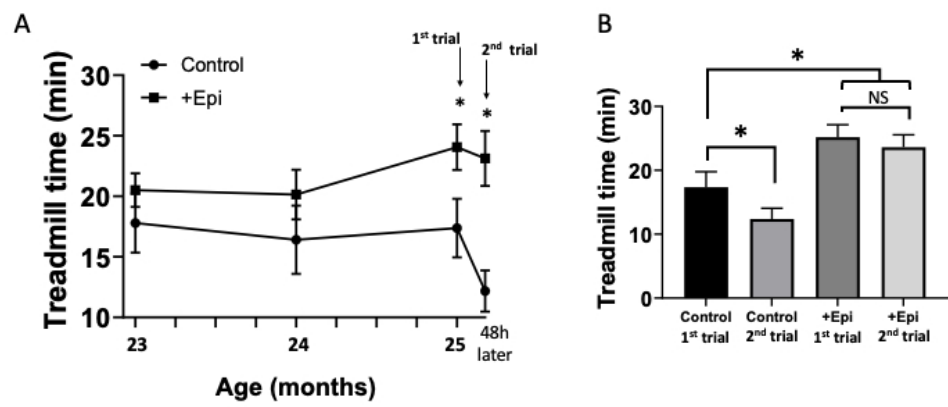 A
1st trial
2nd trial
Control
+Epi
*
*
Treadmill time (min)
30
25
20
15
10
23
24
25
48h
later
Age (months)
B
*
NS
*
Treadmill time (min)
30
20
10
0
Control
1st trial
Control
2nd trial
+Epi
1st trial
+Epi
2nd trial